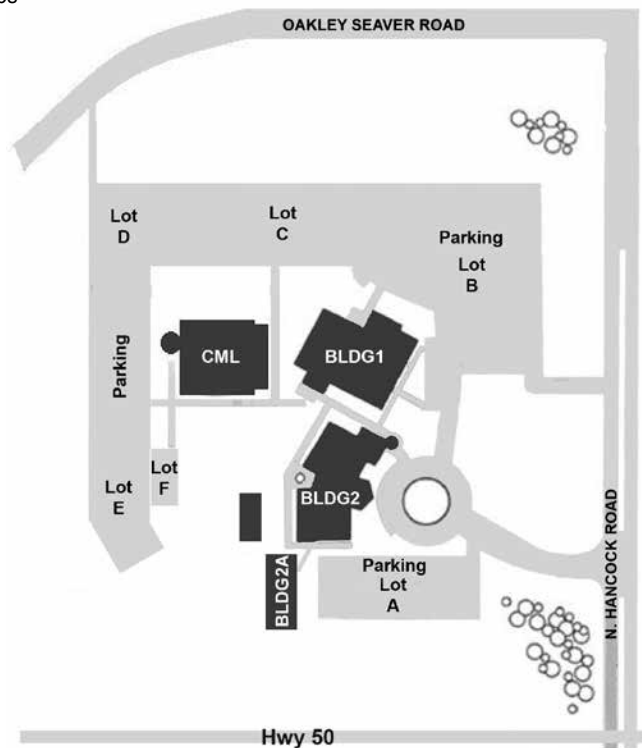 OAKLEY SEAVER ROAD
Lot
D
Lot
C
Parking
Lot
B
Parking
CML
BLDG1
Lot
E
Lot
F
BLDG2
BLDG2A
Parking
Lot
A
N. HANCOCK ROAD
Hwy 50